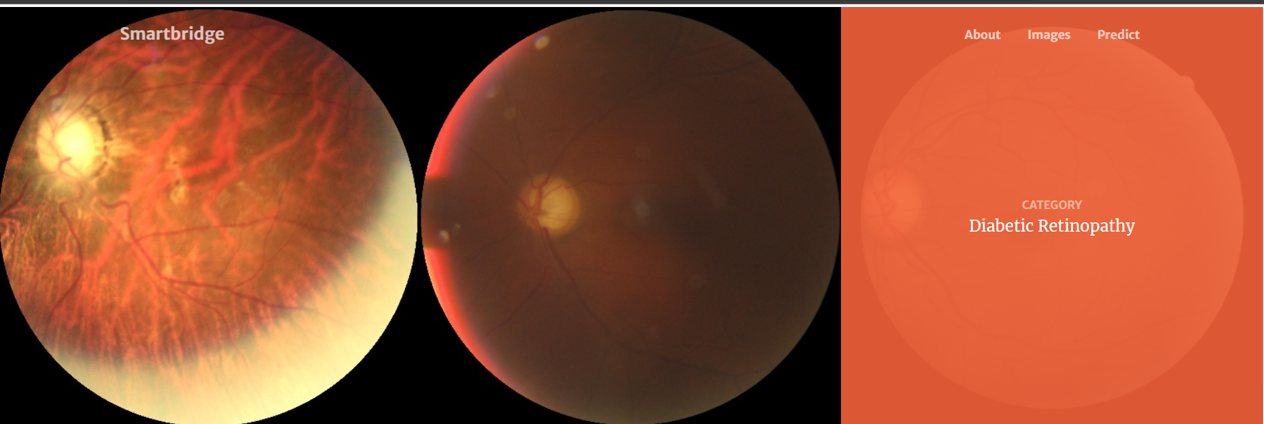 Smartbridge
About Images Predict
CATEGORY
Diabetic Retinopathy